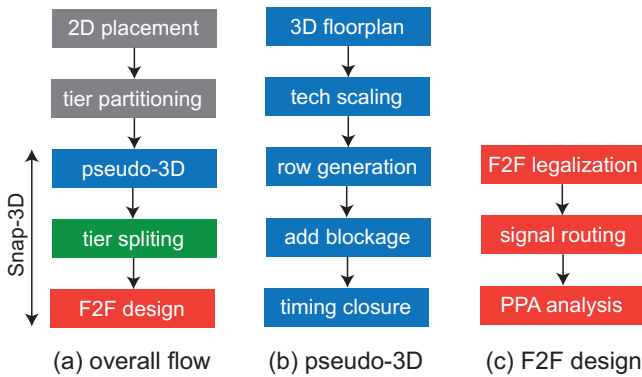 2D placement
tier partitioning
pseudo-3D
tier spliting
F2F design
Snap-3D
(a) overall flow
3D floorplan
tech scaling
row generation
add blockage
timing closure
(b) pseudo-3D
F2F legalization
signal routing
PPA analysis
(c) F2F design